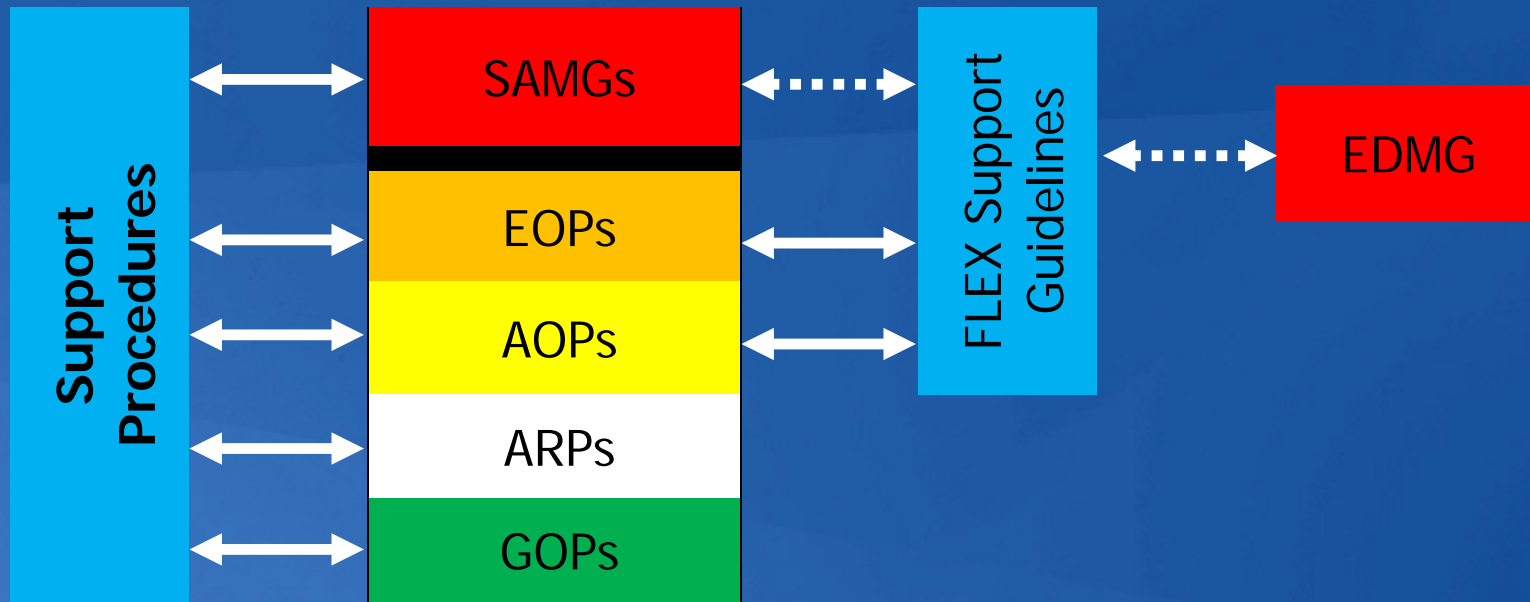 Support
Procedures
SAMGs
EOPs
AOPs
ARPs
GOPs
FLEX Support
Guidelines
EDMG